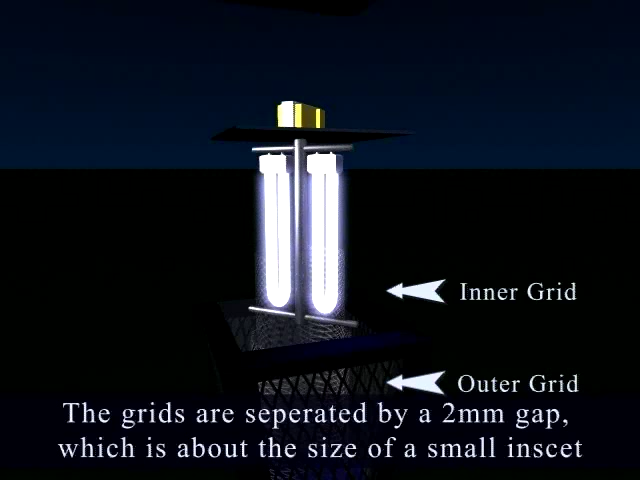 Inner Grid
Outer Grid
The grids are seperated by a 2mm gap,
which is about the size of a small inscet